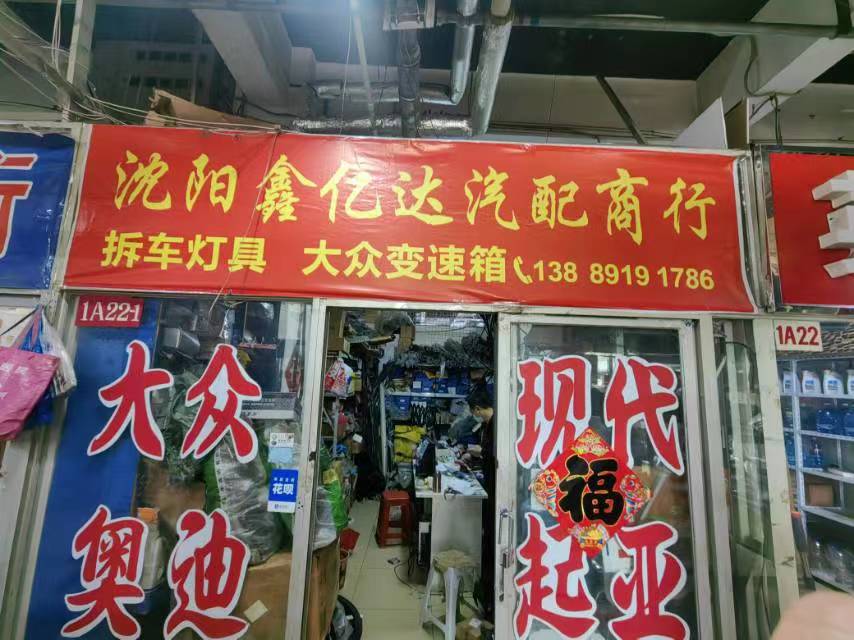 沈阳鑫亿达汽配商行
拆车灯具 大众变速箱 138 8919 1786
1A22-1
1A22
大众
奥迪
现代
起亚
福
花呗